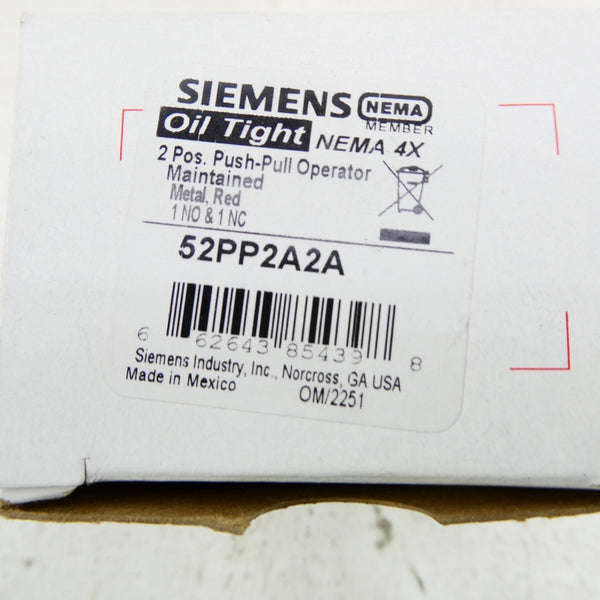 SIEMENS NEMA
MEMBER
Oil Tight NEMA 4X
2 Pos. Push-Pull Operator
Maintained
Metal, Red
1 NO & 1 NC
52PP2A2A
6 62643 85439 8
Siemens Industry, Inc., Norcross, GA USA
Made in Mexico OM/2251